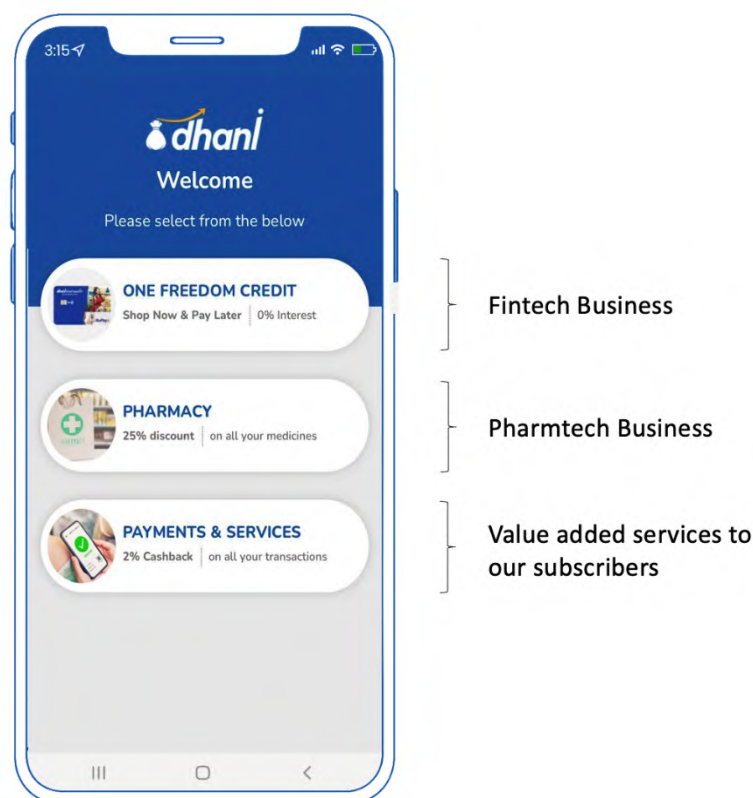 3:15
dhani
Welcome
Please select from the below
ONE FREEDOM CREDIT
Shop Now & Pay Later | 0% Interest
Fintech Business
PHARMACY
25% discount | on all your medicines
Pharmtech Business
PAYMENTS & SERVICES
2% Cashback | on all your transactions
Value added services to
our subscribers